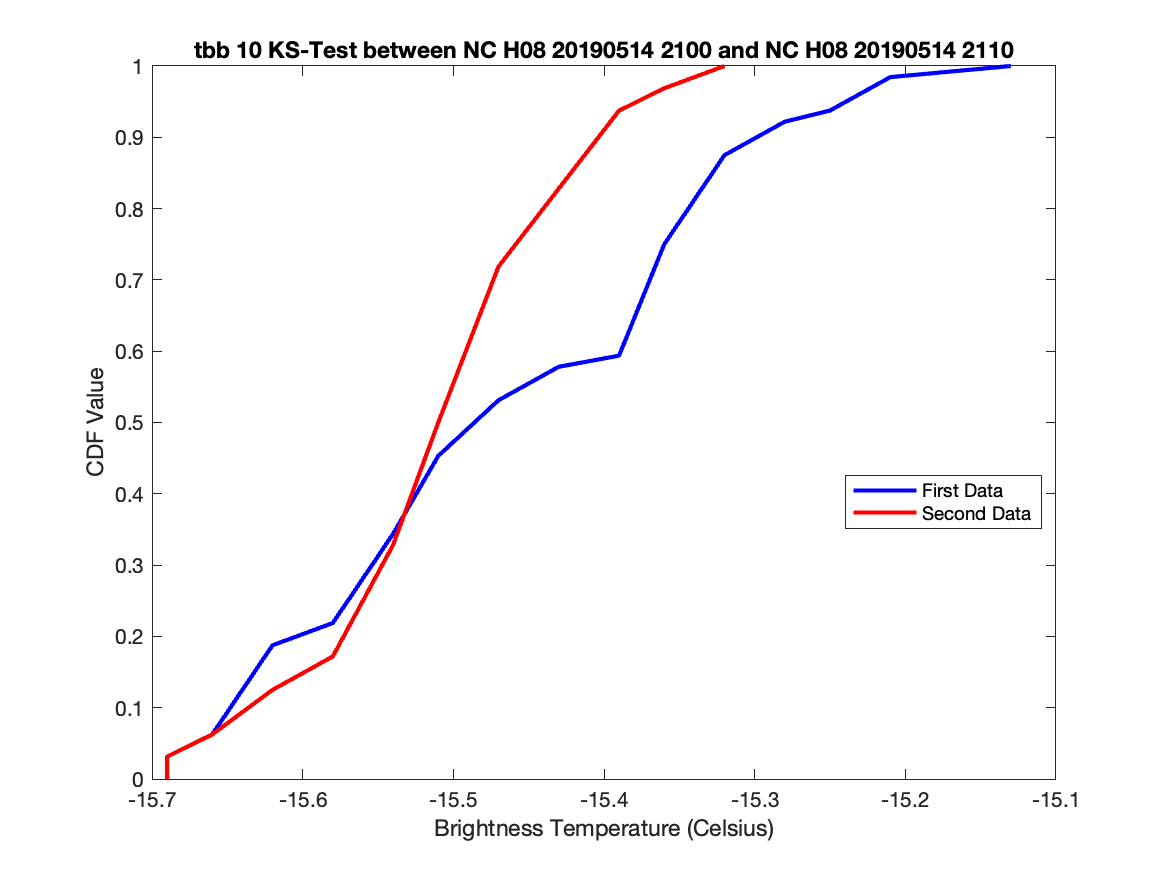 tbb 10 KS-Test between NC H08 20190514 2100 and NC H08 20190514 2110
1
0.9
0.8
0.7
0.6
0.5
0.4
0.3
0.2
0.1
0
CDF Value
First Data
Second Data
-15.7 -15.6 -15.5 -15.4 -15.3 -15.2 -15.1
Brightness Temperature (Celsius)